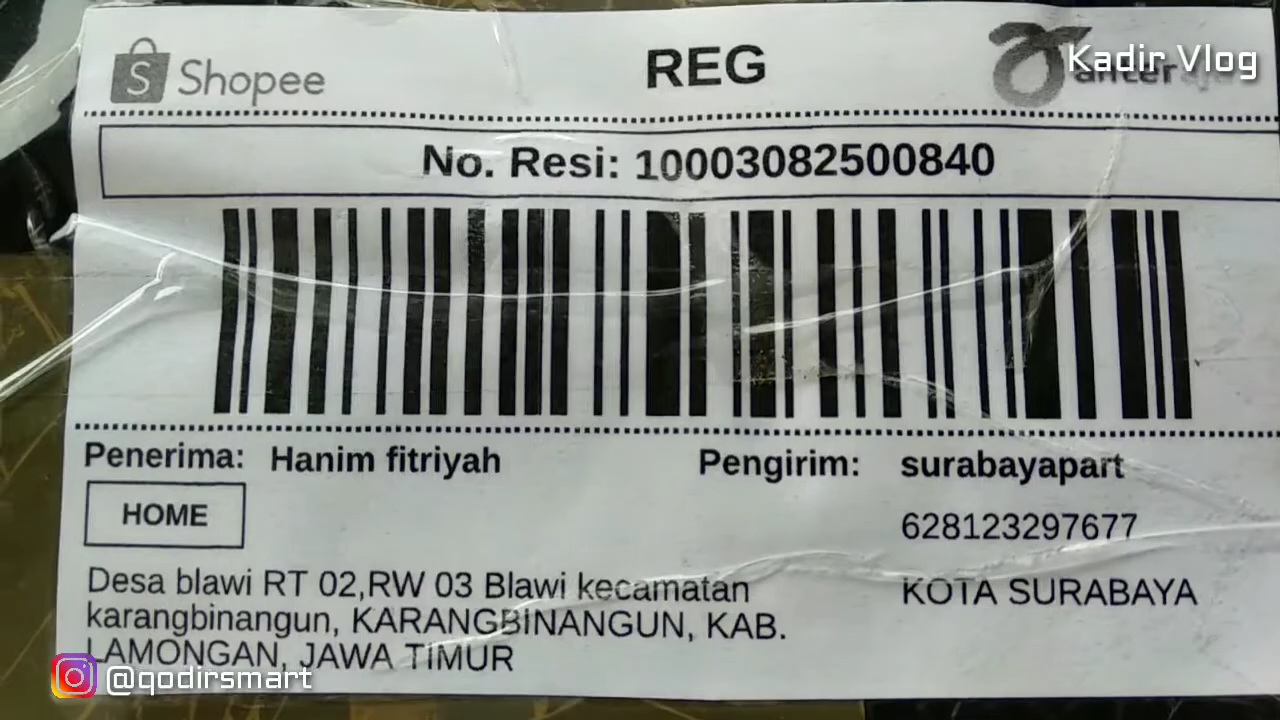 Shopee
REG
Kadir Vlog
anter
No. Resi: 10003082500840
Penerima: Hanim fitriyah
HOME
Desa blawi RT 02,RW 03 Blawi kecamatan
karangbinangun, KARANGBINANGUN, KAB.
LAMONGAN, JAWA TIMUR
Pengirim: surabayapart
628123297677
KOTA SURABAYA
@qodirsmart